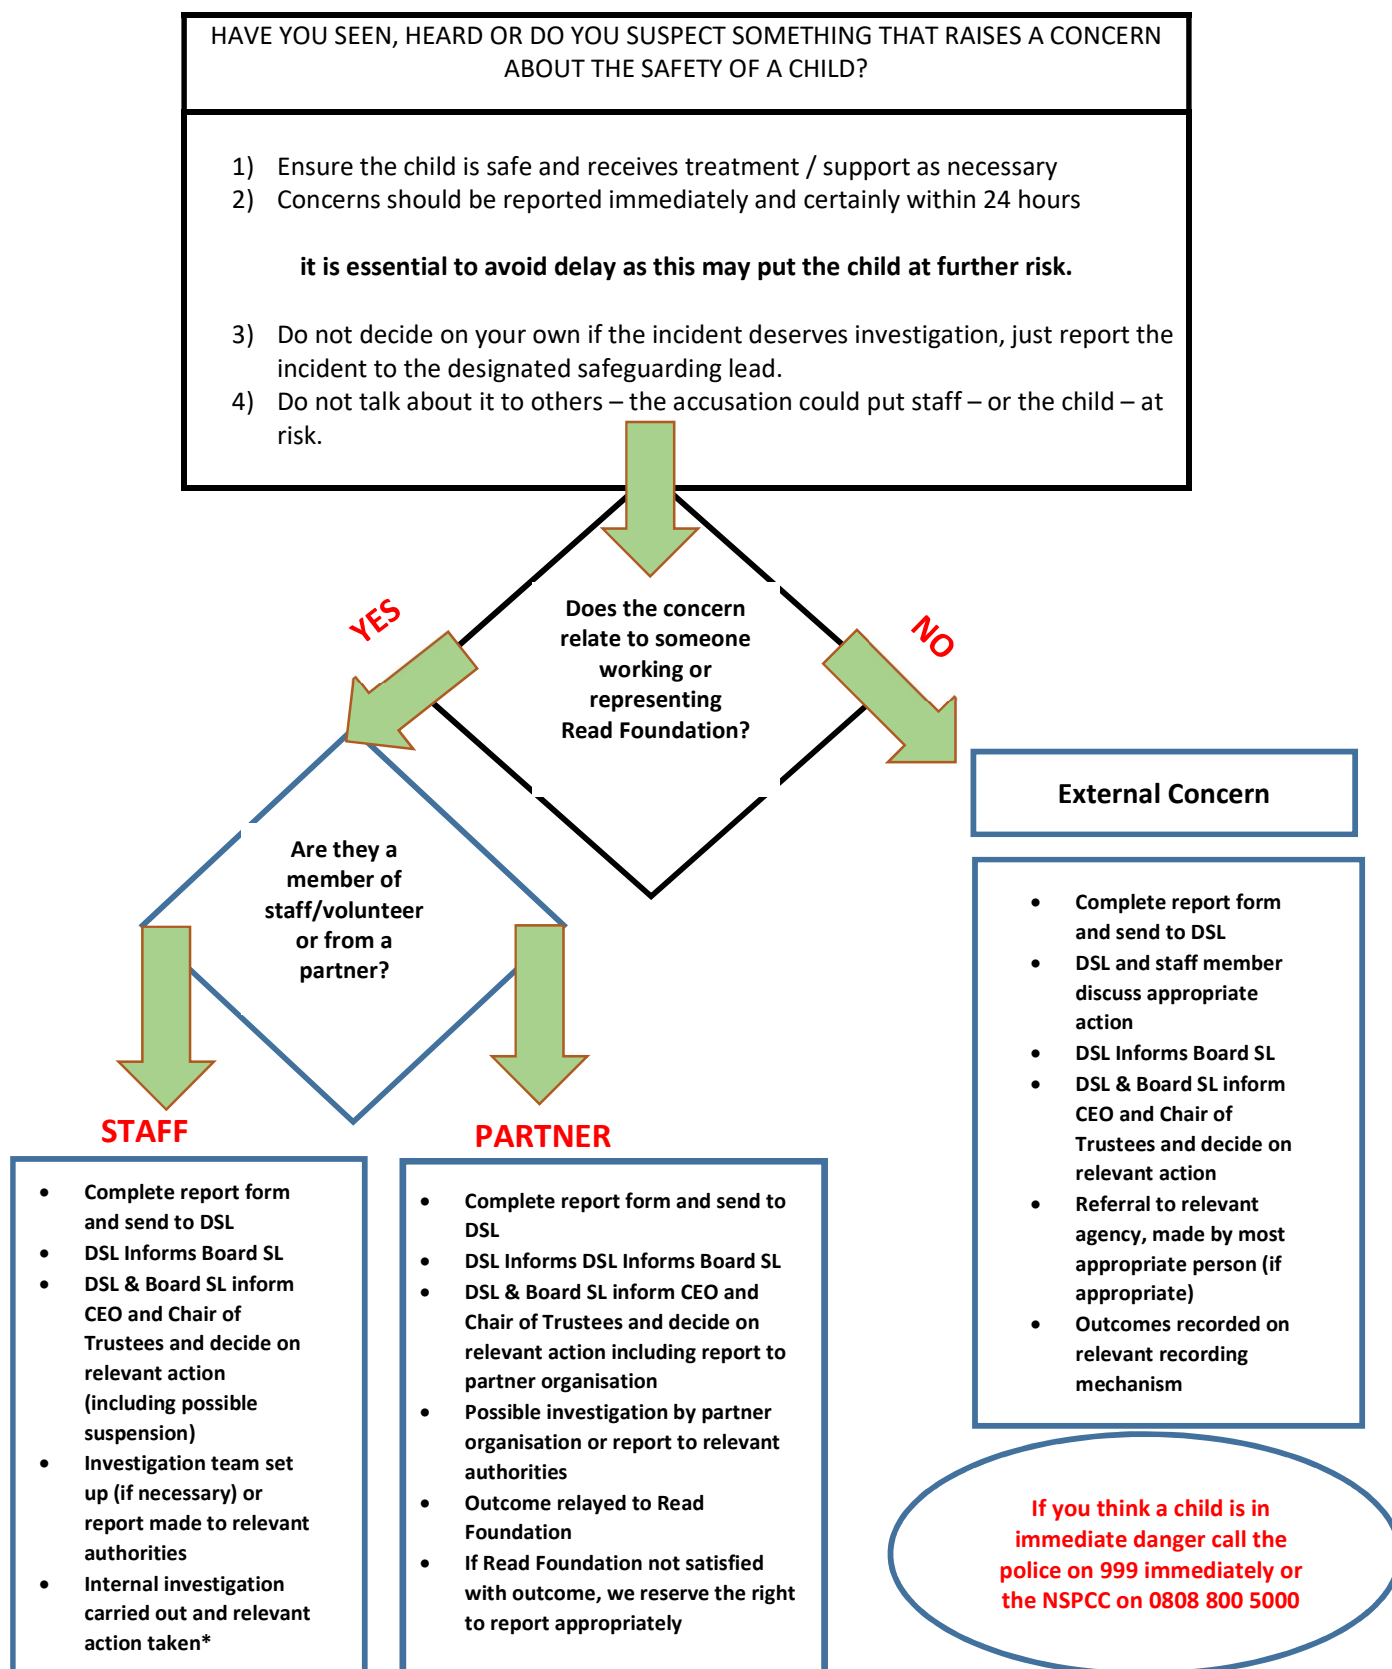 HAVE YOU SEEN, HEARD OR DO YOU SUSPECT SOMETHING THAT RAISES A CONCERN
ABOUT THE SAFETY OF A CHILD?
1) Ensure the child is safe and receives treatment / support as necessary
2) Concerns should be reported immediately and certainly within 24 hours
it is essential to avoid delay as this may put the child at further risk.
3) Do not decide on your own if the incident deserves investigation, just report the
incident to the designated safeguarding lead.
4) Do not talk about it to others – the accusation could put staff – or the child – at
risk.
Does the concern
relate to someone
working or
representing
Read Foundation?
YES
NO
Are they a
member of
staff/volunteer
or from a
partner?
STAFF
• Complete report form
and send to DSL
• DSL Informs Board SL
• DSL & Board SL inform
CEO and Chair of
Trustees and decide on
relevant action
(including possible
suspension)
• Investigation team set
up (if necessary) or
report made to relevant
authorities
• Internal investigation
carried out and relevant
action taken*
PARTNER
• Complete report form and send to
DSL
• DSL Informs DSL Informs Board SL
• DSL & Board SL inform CEO and
Chair of Trustees and decide on
relevant action including report to
partner organisation
• Possible investigation by partner
organisation or report to relevant
authorities
• Outcome relayed to Read
Foundation
• If Read Foundation not satisfied
with outcome, we reserve the right
to report appropriately
External Concern
• Complete report form
and send to DSL
• DSL and staff member
discuss appropriate
action
• DSL Informs Board SL
• DSL & Board SL inform
CEO and Chair of
Trustees and decide on
relevant action
• Referral to relevant
agency, made by most
appropriate person (if
appropriate)
• Outcomes recorded on
relevant recording
mechanism
If you think a child is in
immediate danger call the
police on 999 immediately or
the NSPCC on 0808 800 5000